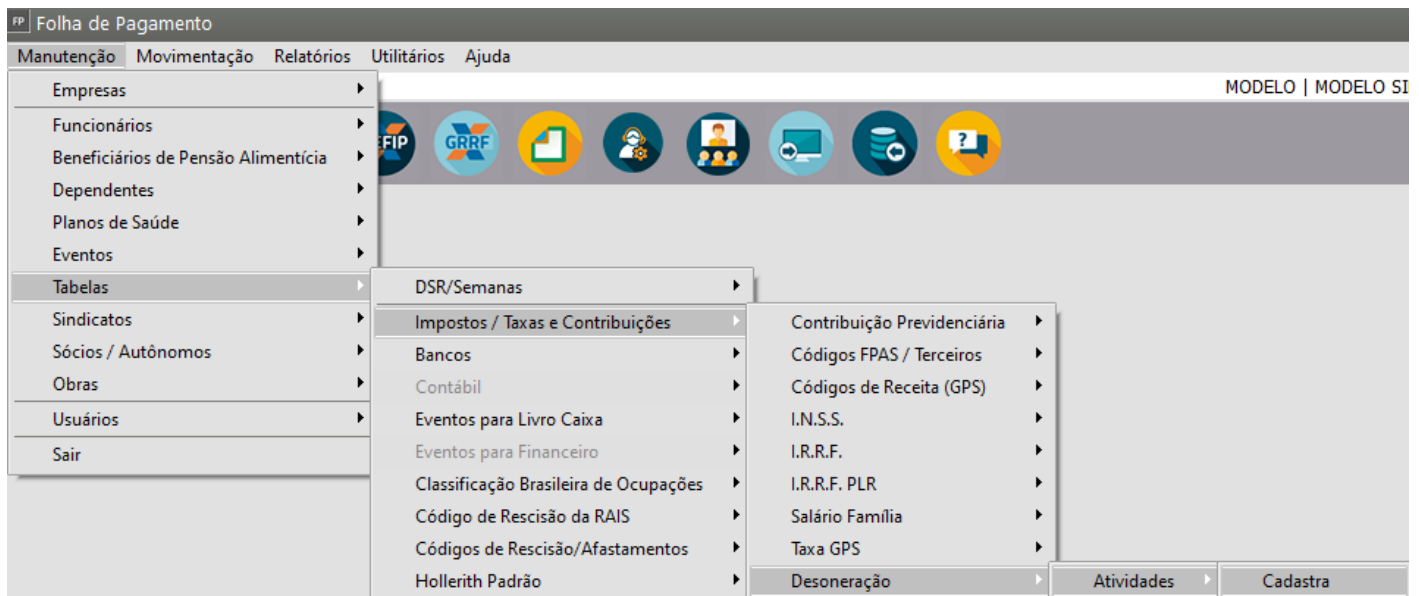 FP Folha de Pagamento
Manutenção Movimentação Relatórios Utilitários Ajuda
MODELO | MODELO
Empresas
Funcionários
Beneficiários de Pensão Alimentícia
Dependentes
Planos de Saúde
Eventos
Tabelas
Sindicatos
Sócios / Autônomos
Obras
Usuários
Sair
GRRF
?
DSR/Semanas
Impostos / Taxas e Contribuições
Bancos
Contábil
Eventos para Livro Caixa
Eventos para Financeiro
Classificação Brasileira de Ocupações
Código de Rescisão da RAIS
Códigos de Rescisão/Afastamentos
Hollerith Padrão
Contribuição Previdenciária
Códigos FPAS / Terceiros
Códigos de Receita (GPS)
I.N.S.S.
I.R.R.F.
I.R.R.F. PLR
Salário Família
Taxa GPS
Desoneração
Atividades
Cadastra